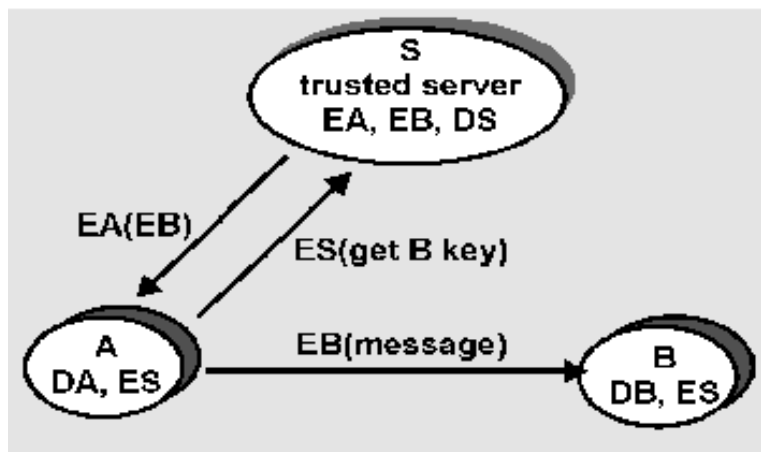 S
trusted server
EA, EB, DS
EA(EB)
ES(get B key)
EB(message)
A
DA, ES
B
DB, ES